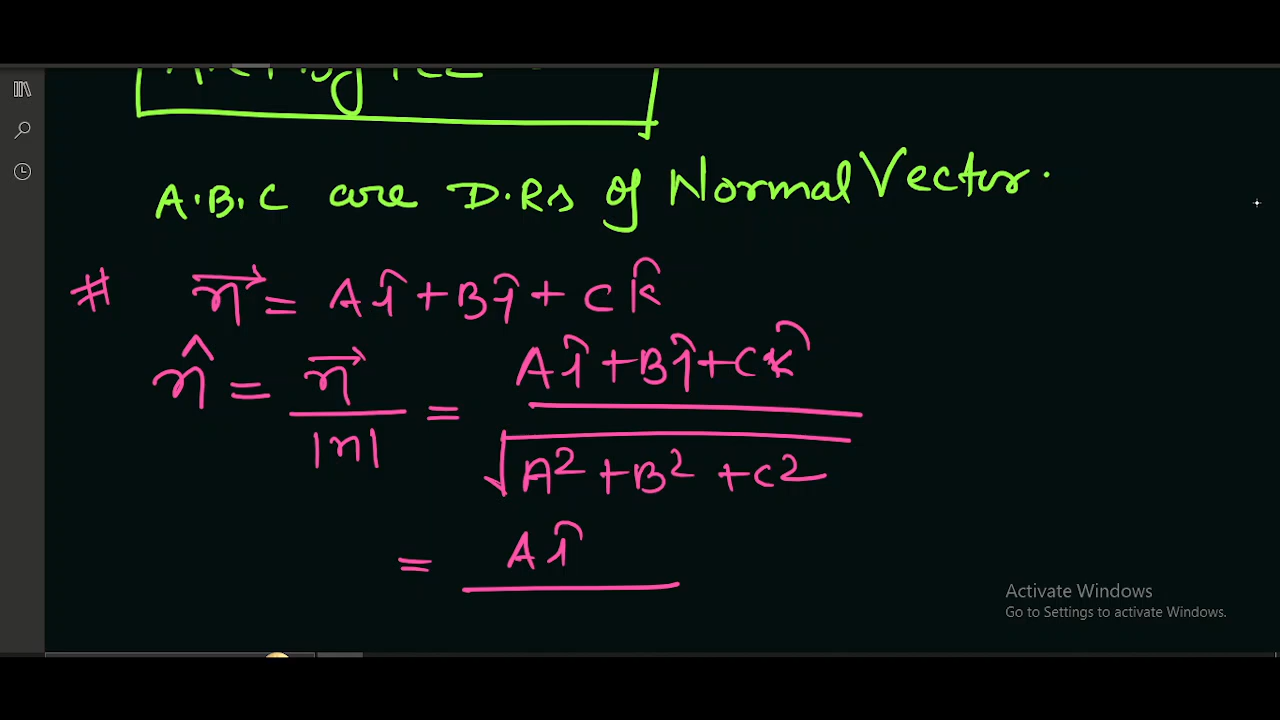 A.B.C are D.Rs of Normal Vector.
# n⃗ = Aî + Bĵ + Ck̂
n̂ = n⃗ / |n| = Aî + Bĵ + Ck̂ / √A² + B² + C²
= Aî
Activate Windows
Go to Settings to activate Windows.